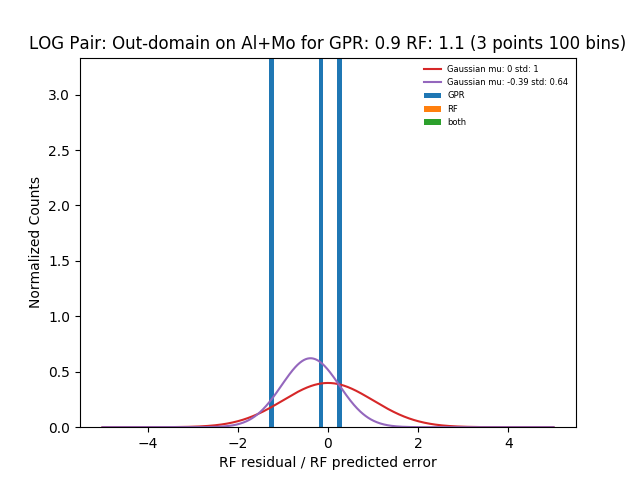 LOG Pair: Out-domain on Al+Mo for GPR: 0.9 RF: 1.1 (3 points 100 bins)
Gaussian mu: 0 std: 1
Gaussian mu: -0.39 std: 0.64
GPR
RF
both
Normalized Counts
3.0
2.5
2.0
1.5
1.0
0.5
0.0
−4 −2 0 2 4
RF residual / RF predicted error